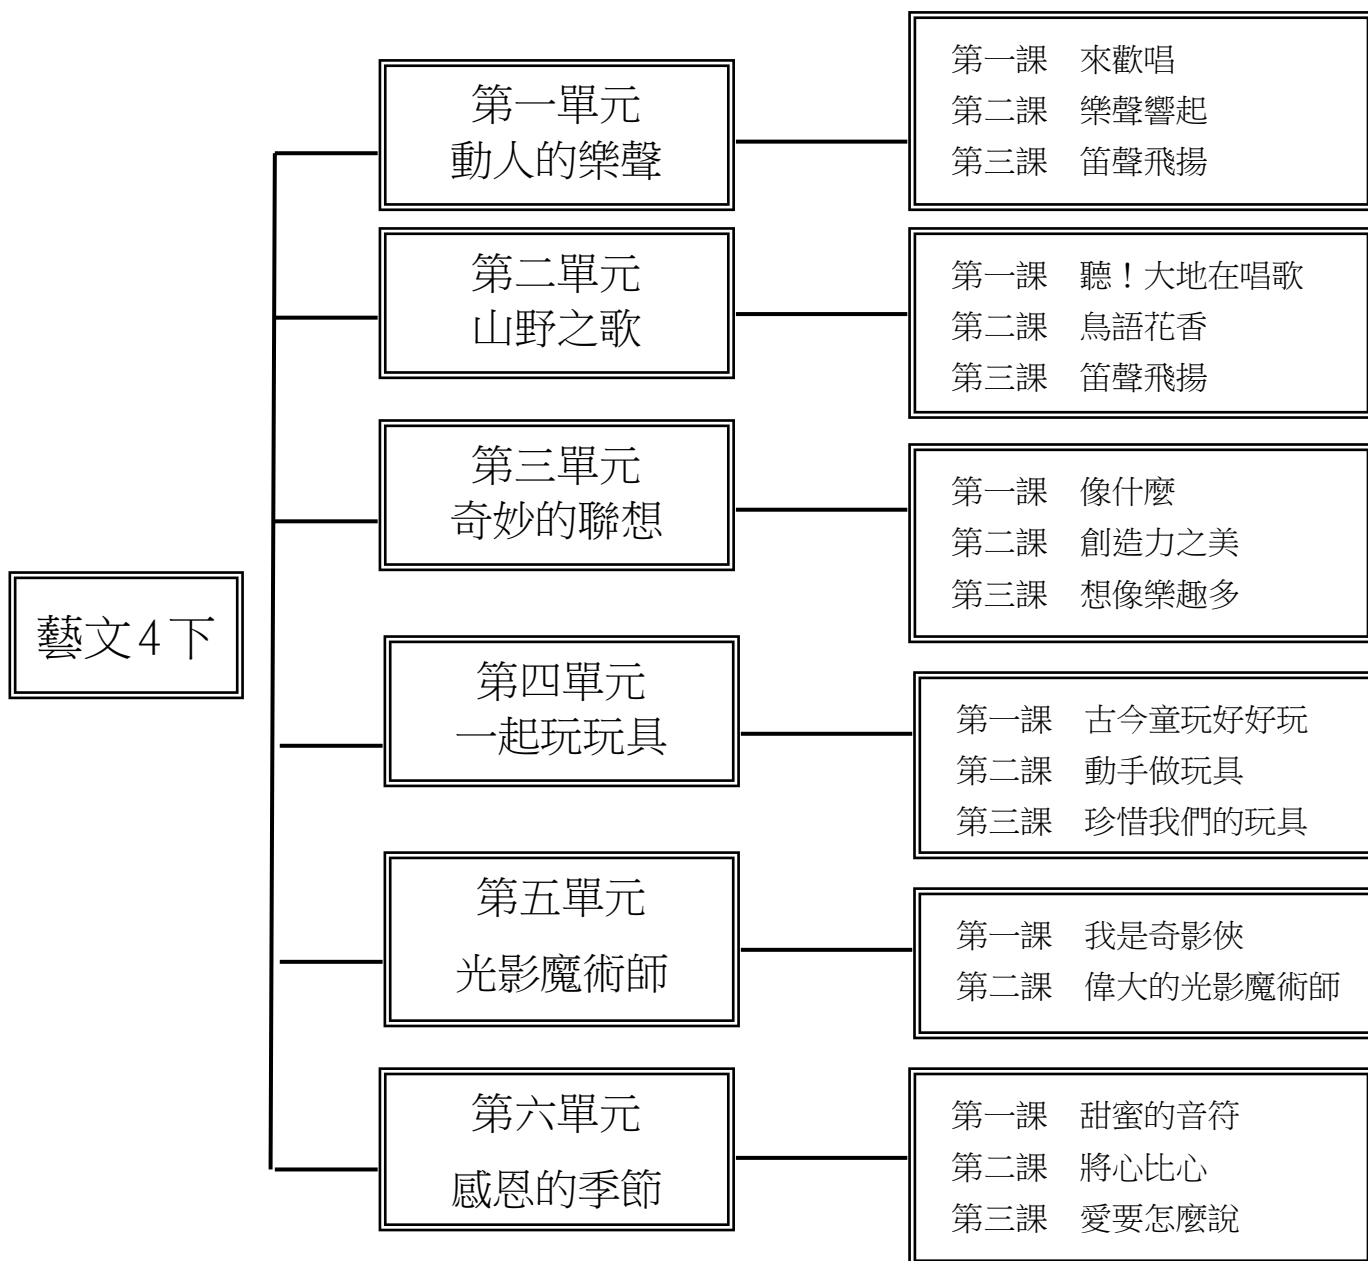 藝文4下
第一單元
動人的樂聲
第一課 來歡唱
第二課 樂聲響起
第三課 笛聲飛揚
第二單元
山野之歌
第一課 聽！大地在唱歌
第二課 鳥語花香
第三課 笛聲飛揚
第三單元
奇妙的聯想
第一課 像什麼
第二課 創造力之美
第三課 想像樂趣多
第四單元
一起玩玩具
第一課 古今童玩好好玩
第二課 動手做玩具
第三課 珍惜我們的玩具
第五單元
光影魔術師
第一課 我是奇影俠
第二課 偉大的光影魔術師
第六單元
感恩的季節
第一課 甜蜜的音符
第二課 將心比心
第三課 愛要怎麼說